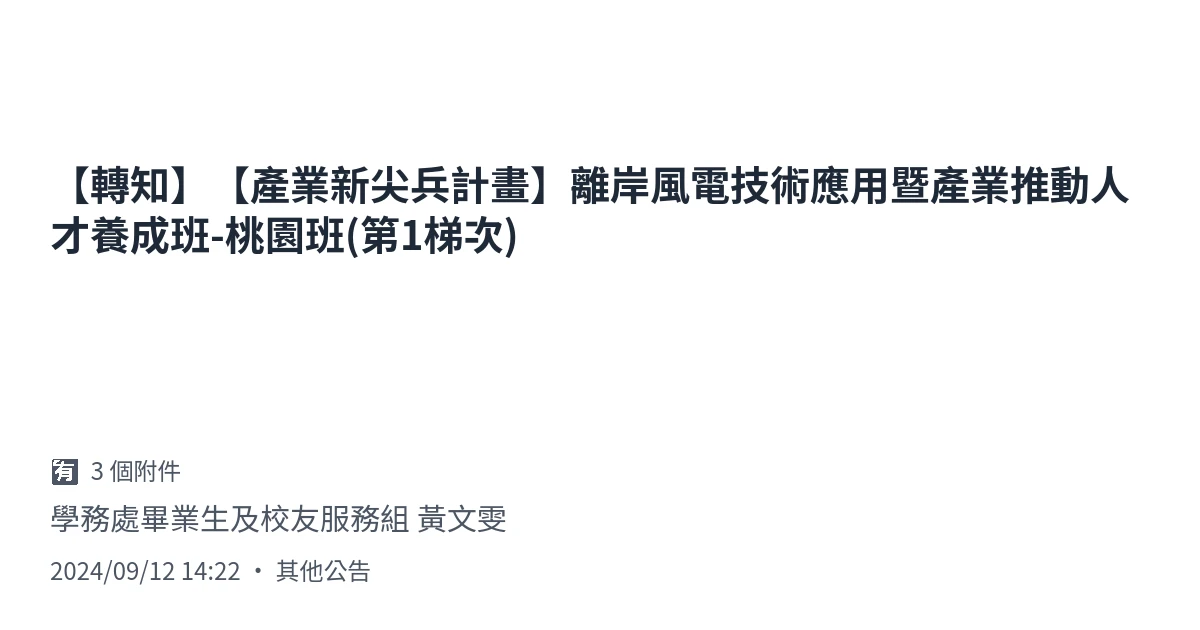 【轉知】【產業新尖兵計畫】離岸風電技術應用暨產業推動人
才養成班-桃園班(第1梯次)
有 3 個附件
學務處畢業生及校友服務組 黃文雯
2024/09/12 14:22 ・ 其他公告